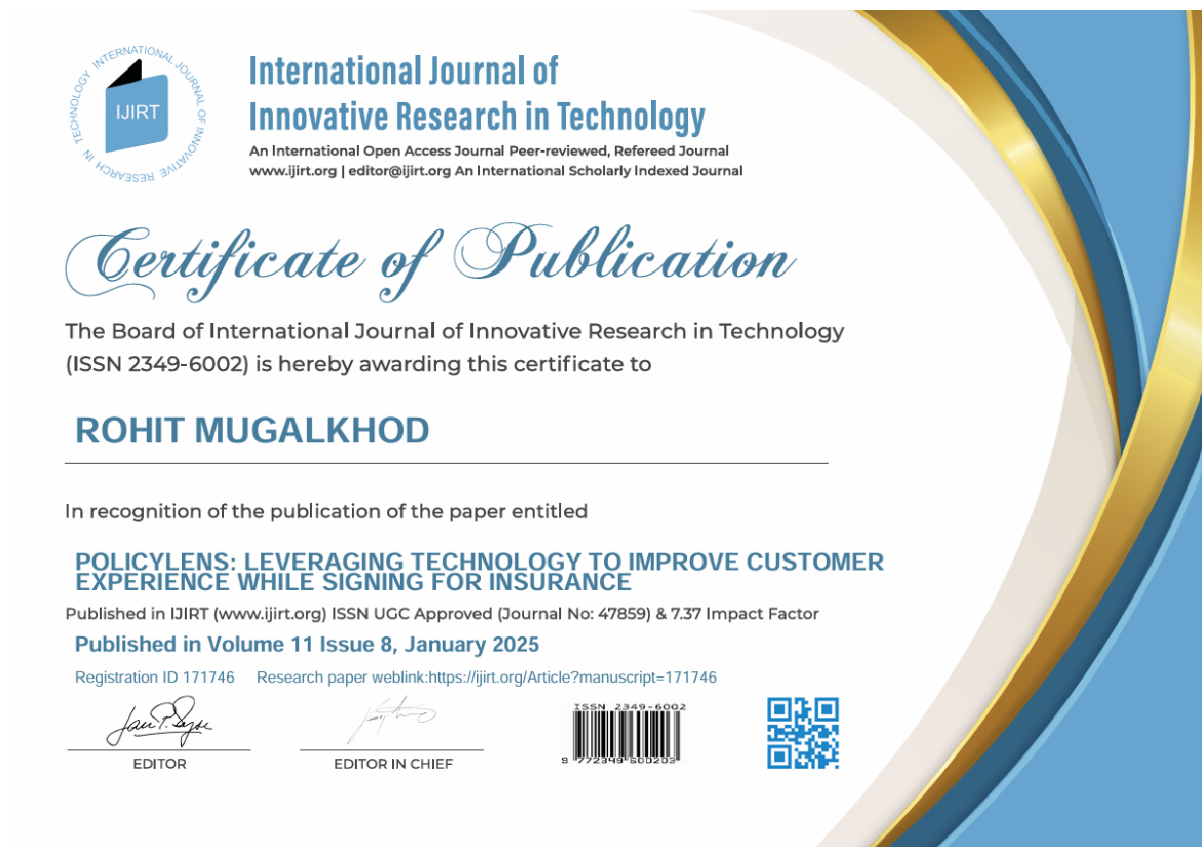 INTERNATIONAL JOURNAL OF INNOVATIVE RESEARCH IN TECHNOLOGY
IJIRT
International Journal of
Innovative Research in Technology
An International Open Access Journal Peer-reviewed, Refereed Journal
www.ijirt.org | editor@ijirt.org An International Scholarly Indexed Journal
Certificate of Publication
The Board of International Journal of Innovative Research in Technology
(ISSN 2349-6002) is hereby awarding this certificate to
ROHIT MUGALKHOD
In recognition of the publication of the paper entitled
POLICYLENS: LEVERAGING TECHNOLOGY TO IMPROVE CUSTOMER
EXPERIENCE WHILE SIGNING FOR INSURANCE
Published in IJIRT (www.ijirt.org) ISSN UGC Approved (Journal No: 47859) & 7.37 Impact Factor
Published in Volume 11 Issue 8, January 2025
Registration ID 171746 Research paper weblink:https://ijirt.org/Article?manuscript=171746
ISSN 2349-6002
EDITOR
EDITOR IN CHIEF